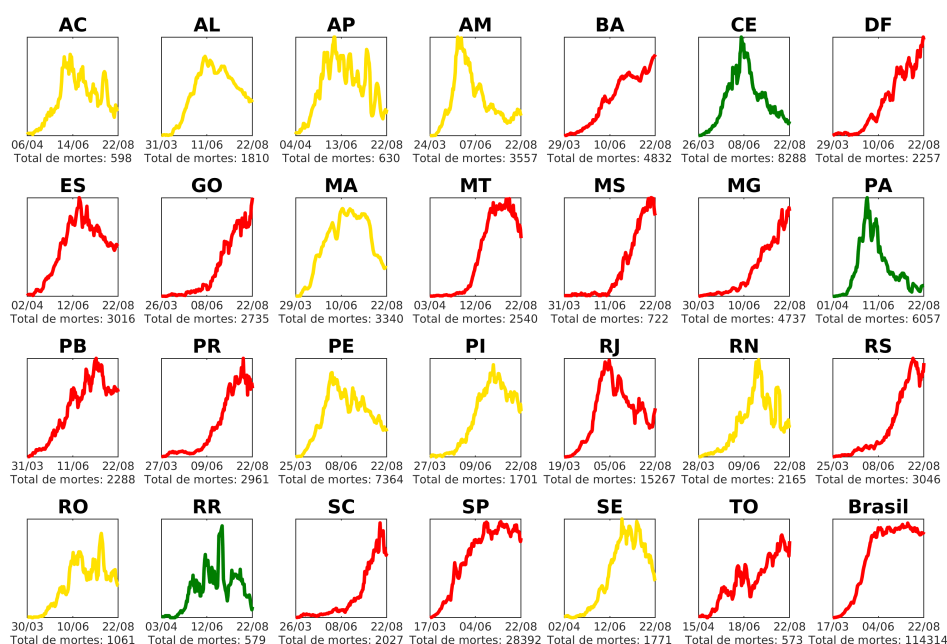 AC AL AP AM BA CE DF
06/04 14/06 22/08 31/03 11/06 22/08 04/04 13/06 22/08 24/03 07/06 22/08 29/03 10/06 22/08 26/03 08/06 22/08 29/03 10/06 22/08
Total de mortes: 598 Total de mortes: 1810 Total de mortes: 630 Total de mortes: 3557 Total de mortes: 4832 Total de mortes: 8288 Total de mortes: 2257
ES GO MA MT MS MG PA
02/04 12/06 22/08 26/03 08/06 22/08 29/03 10/06 22/08 03/04 12/06 22/08 31/03 11/06 22/08 30/03 10/06 22/08 01/04 11/06 22/08
Total de mortes: 3016 Total de mortes: 2735 Total de mortes: 3340 Total de mortes: 2540 Total de mortes: 722 Total de mortes: 4737 Total de mortes: 6057
PB PR PE PI RJ RN RS
31/03 11/06 22/08 27/03 09/06 22/08 25/03 08/06 22/08 27/03 09/06 22/08 19/03 05/06 22/08 28/03 09/06 22/08 25/03 08/06 22/08
Total de mortes: 2288 Total de mortes: 2961 Total de mortes: 7364 Total de mortes: 1701 Total de mortes: 15267 Total de mortes: 2165 Total de mortes: 3046
RO RR SC SP SE TO Brasil
30/03 10/06 22/08 03/04 12/06 22/08 26/03 08/06 22/08 17/03 04/06 22/08 02/04 12/06 22/08 15/04 18/06 22/08 17/03 04/06 22/08
Total de mortes: 1061 Total de mortes: 579 Total de mortes: 2027 Total de mortes: 28392 Total de mortes: 1771 Total de mortes: 573 Total de mortes: